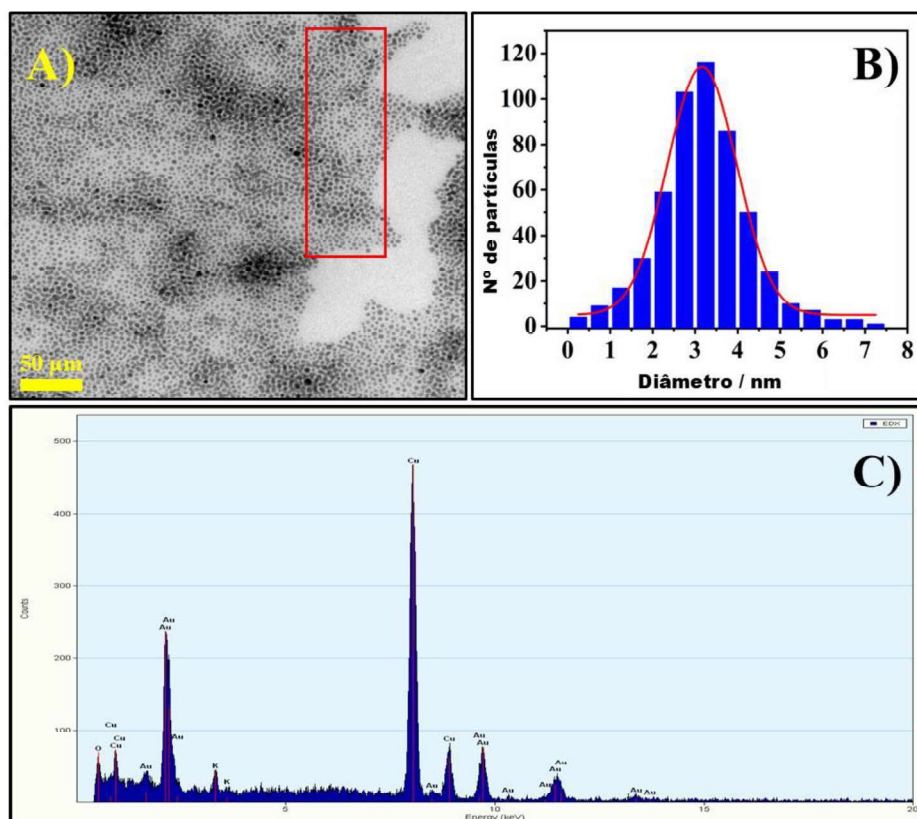 A)
50 µm
B)
Nº de partículas
120
100
80
60
40
20
0
0 1 2 3 4 5 6 7 8
Diâmetro / nm
C)
EDX
Counts
500
400
300
200
100
Cu
Au
Au
Au
Cu
Cu
O
Au
K
K
Cu
Au
Cu
Au
Au
Au
Au
Au
Au
Au
Au
5 10 15 20
Energy (keV)